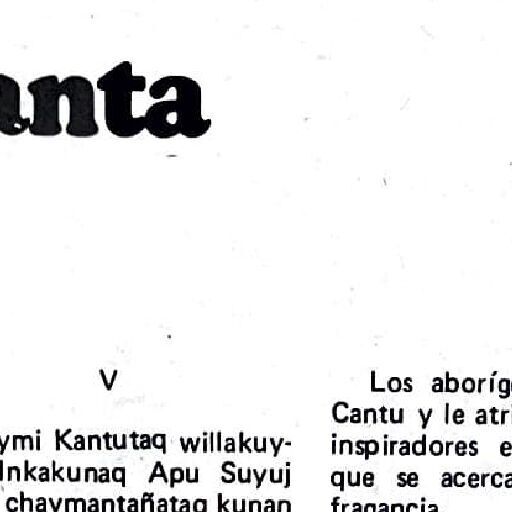 anta
V
ymi Kantutaq willakuy-
Inkakunaq Apu Suyuj
chaymantañataq kunan
Los aboríg
Cantu y le atri
inspiradores e
que se acerca
fragancia